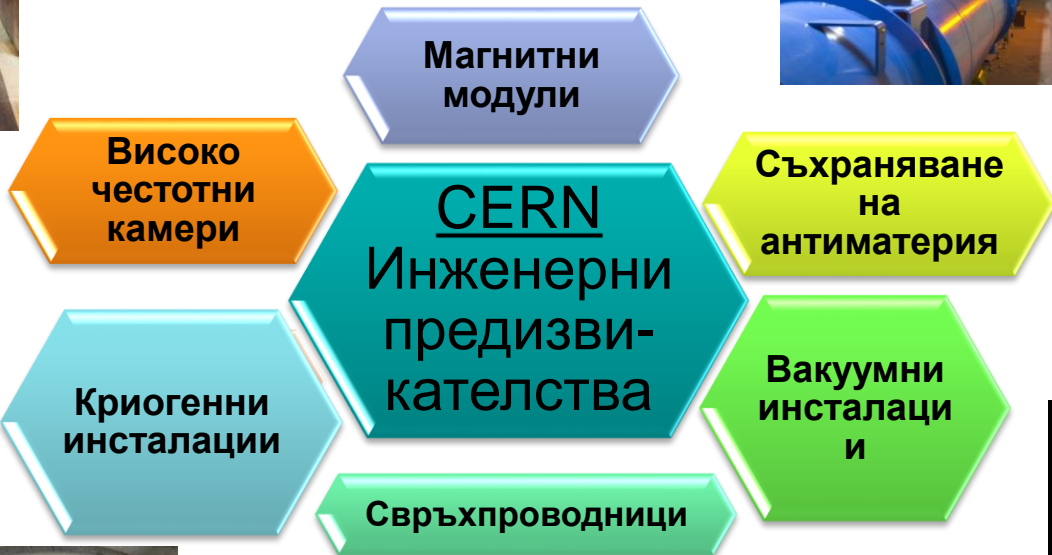 Магнитни
модули
Високо
честотни
камери
Съхраняване
на
антиматерия
CERN
Инженерни
предизви-
кателства
Криогенни
инсталации
Вакуумни
инсталаци
и
Свръхпроводници